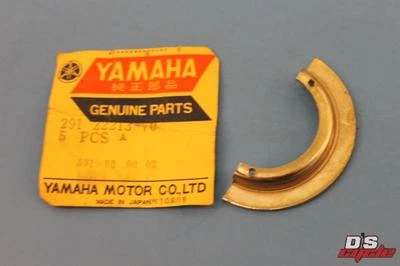 YAMAHA
純正部品
GENUINE PARTS
291 22213-70
5 PCS A
YAMAHA MOTOR CO.,LTD
MADE IN JAPAN
D'S
cycle